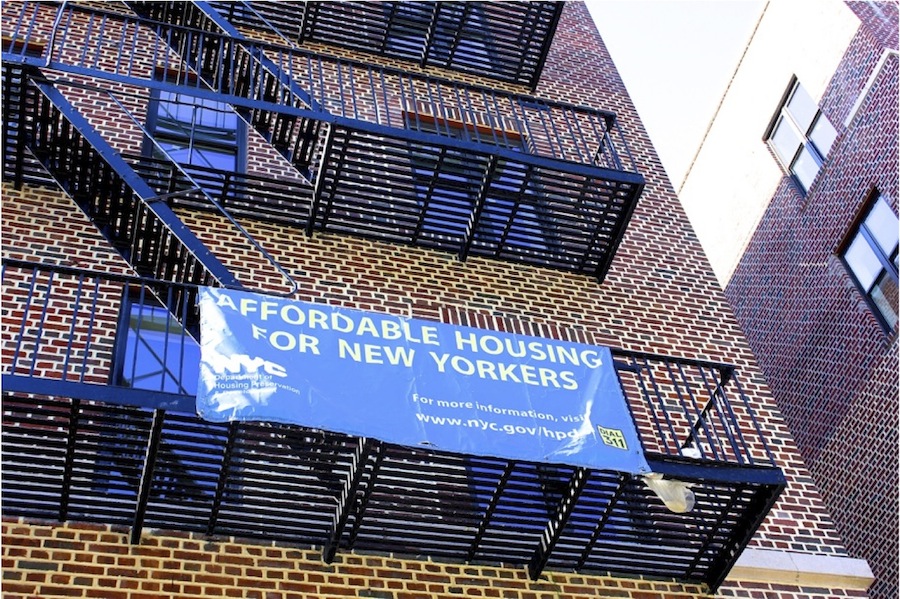 AFFORDABLE HOUSING
FOR NEW YORKERS
NYC
Department of
Housing Preservation
For more information, visit
www.nyc.gov/hpd
DIAL
311